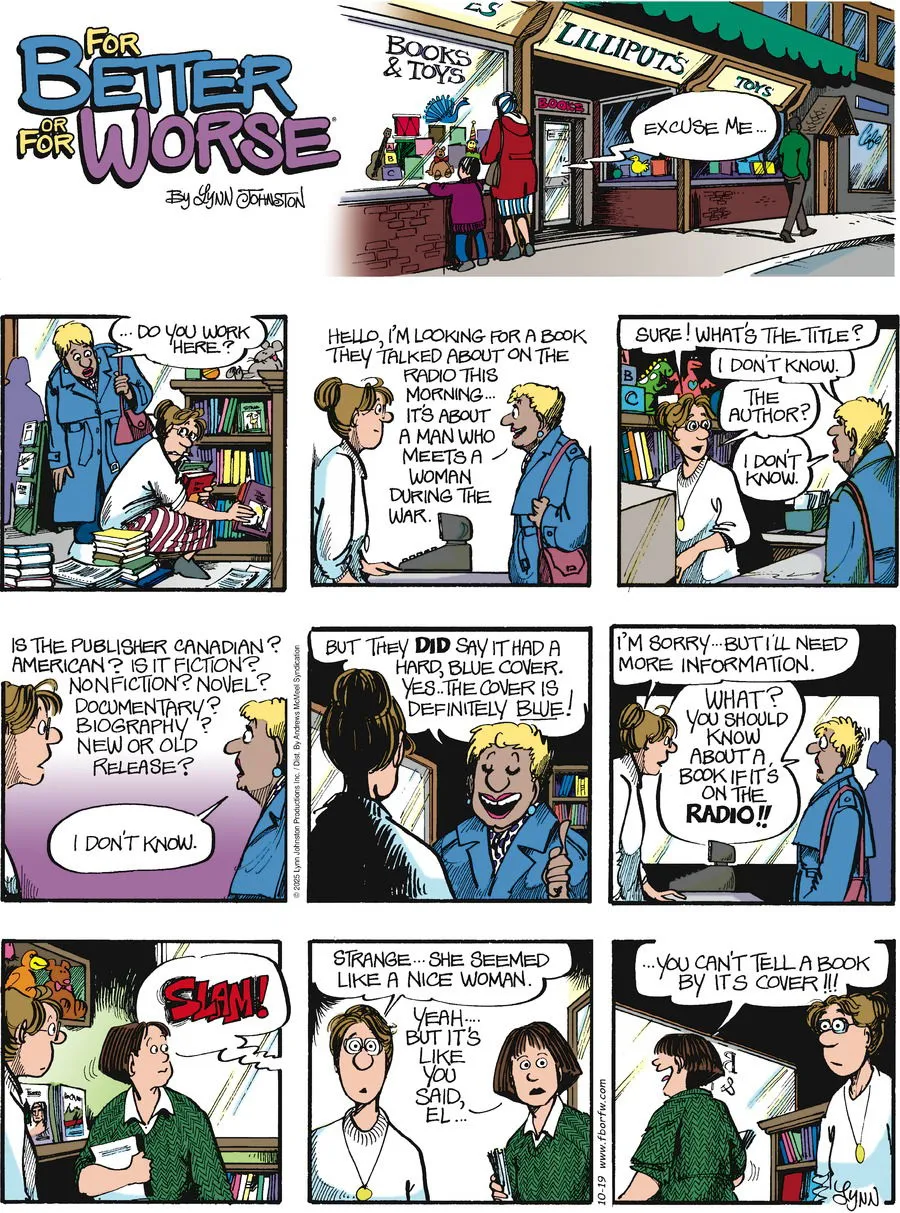 FOR
BETTER
OR
FOR
WORSE
By LYNN JOHNSTON
ES
BOOKS
& TOYS
LILLIPUT'S
TOYS
BOOKS
Cafe
EXCUSE ME...
...DO YOU WORK
HERE?
HELLO, I'M LOOKING FOR A BOOK
THEY TALKED ABOUT ON THE
RADIO THIS
MORNING...
IT'S ABOUT
A MAN WHO
MEETS A
WOMAN
DURING THE
WAR.
SURE! WHAT'S THE TITLE?
I DON'T KNOW.
THE
AUTHOR?
I DON'T
KNOW.
B
C
IS THE PUBLISHER CANADIAN?
AMERICAN? IS IT FICTION?
NONFICTION? NOVEL?
DOCUMENTARY?
BIOGRAPHY?
NEW OR OLD
RELEASE?
I DON'T KNOW.
© 2025 Lynn Johnston Productions Inc. / Dist. By Andrews McMeel Syndication
BUT THEY DID SAY IT HAD A
HARD, BLUE COVER.
YES..THE COVER IS
DEFINITELY BLUE!
I'M SORRY...BUT I'LL NEED
MORE INFORMATION.
WHAT?
YOU SHOULD
KNOW
ABOUT A
BOOK IF IT'S
ON THE
RADIO!!
SLAM!
STRANGE...SHE SEEMED
LIKE A NICE WOMAN.
YEAH....
BUT IT'S
LIKE
YOU
SAID,
EL...
10-19 www.fborfw.com
...YOU CAN'T TELL A BOOK
BY ITS COVER!!!
LYNN